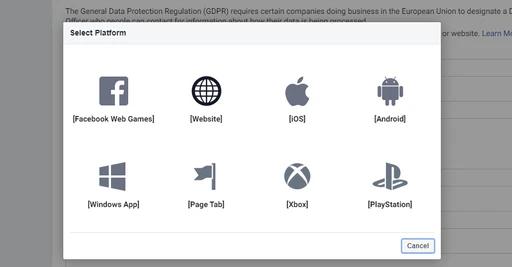 The General Data Protection Regulation (GDPR) requires certain companies doing business in the European Union to designate a D
Officer who people can contact for information about how their data is being processed.
Select Platform
or website. Learn Mo
[Facebook Web Games]
[Website]
[iOS]
[Android]
[Windows App]
[Page Tab]
[Xbox]
[PlayStation]
Cancel